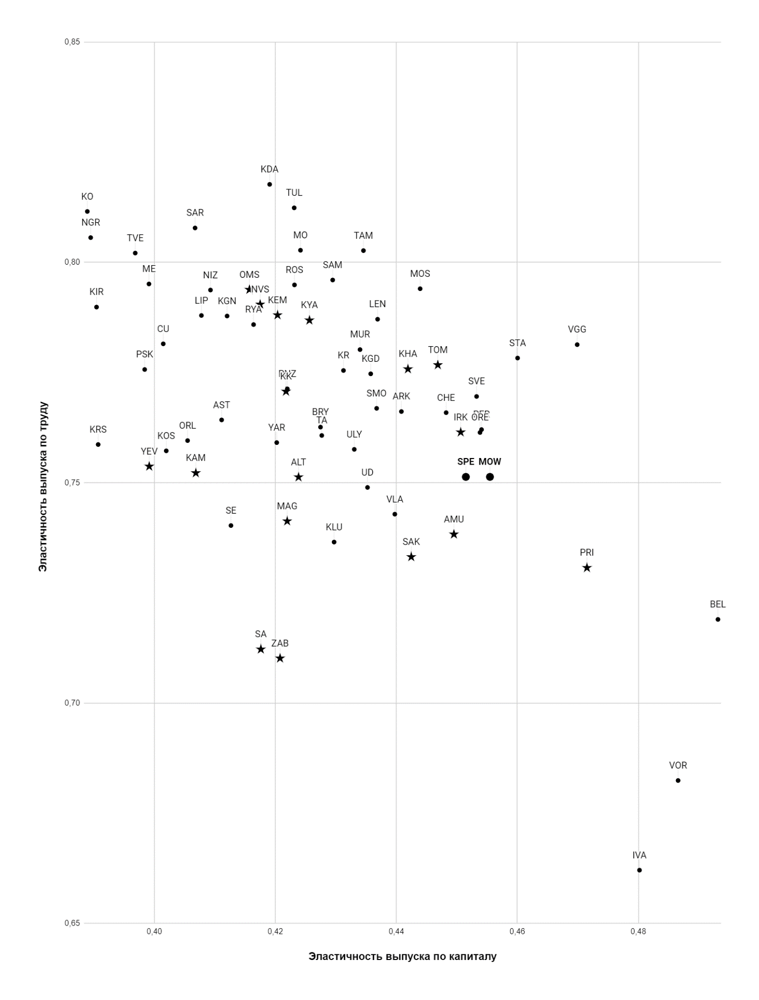 0,85
KDA
TUL
KO
SAR
NGR
MO
TAM
TVE
0,80
SAM
ME
ROS
MOS
NIZ
OMS
NVS
KIR
LIP
KGN
KEM
LEN
KYA
RYA
CU
VGG
MUR
STA
TOM
PSK
KHA
KR
KGD
KK
SVE
SMO
ARK
CHE
AST
BRY
IRK
ORE
TA
ORL
YAR
KRS
ULY
KOS
YEV
KAM
SPE
MOW
ALT
UD
0,75
VLA
MAG
SE
AMU
KLU
SAK
PRI
BEL
SA
ZAB
0,70
VOR
IVA
0,65
0,40
0,42
0,44
0,46
0,48
Эластичность выпуска по труду
Эластичность выпуска по капиталу